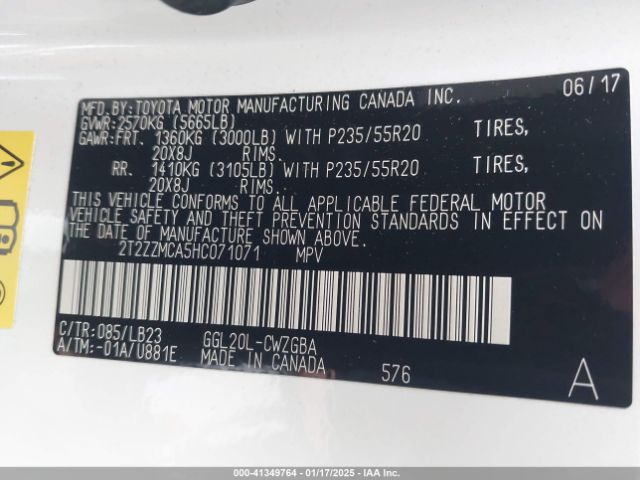 MFD. BY: TOYOTA MOTOR MANUFACTURING CANADA INC. 06/17
GVWR: 2570KG (5665LB)
GAWR: FRT. 1360KG (3000LB) WITH P235/55R20 TIRES,
20X8J RIMS.
RR. 1410KG (3105LB) WITH P235/55R20 TIRES,
20X8J RIMS.
THIS VEHICLE CONFORMS TO ALL APPLICABLE FEDERAL MOTOR
VEHICLE SAFETY AND THEFT PREVENTION STANDARDS IN EFFECT ON
THE DATE OF MANUFACTURE SHOWN ABOVE.
2T2ZZMCA5HC071071 MPV
C/TR: 085/LB23 GGL20L-CWZGBA
A/TM: -01A/U881E MADE IN CANADA
576 A
000-41349764 - 01/17/2025 - IAA Inc.